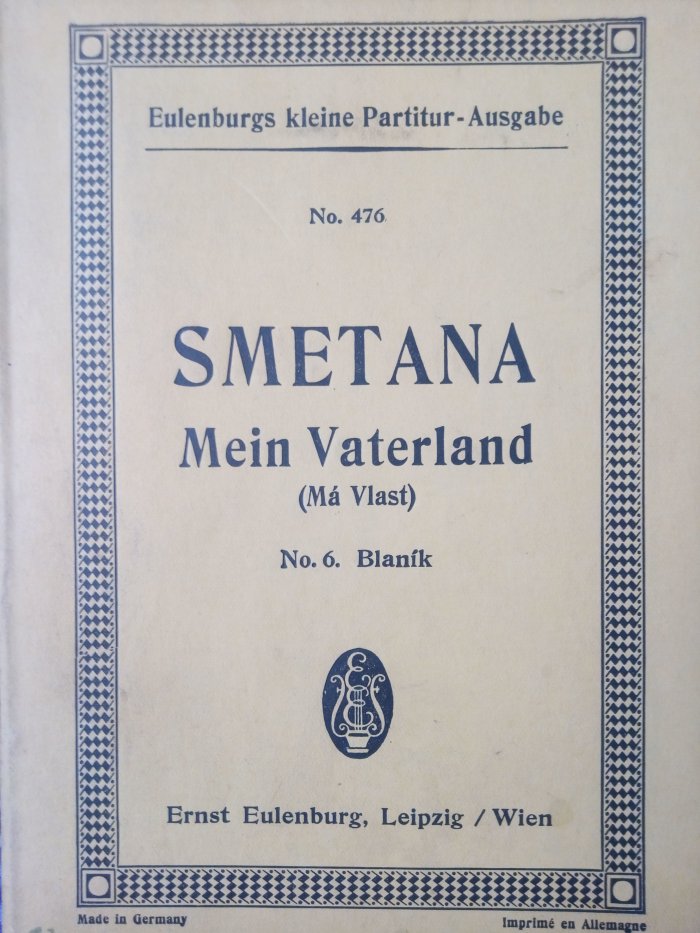 Eulenburgs kleine Partitur-Ausgabe
No. 476
SMETANA
Mein Vaterland
(Má Vlast)
No. 6. Blaník
EE
Ernst Eulenburg, Leipzig / Wien
Made in Germany
Imprimé en Allemagne